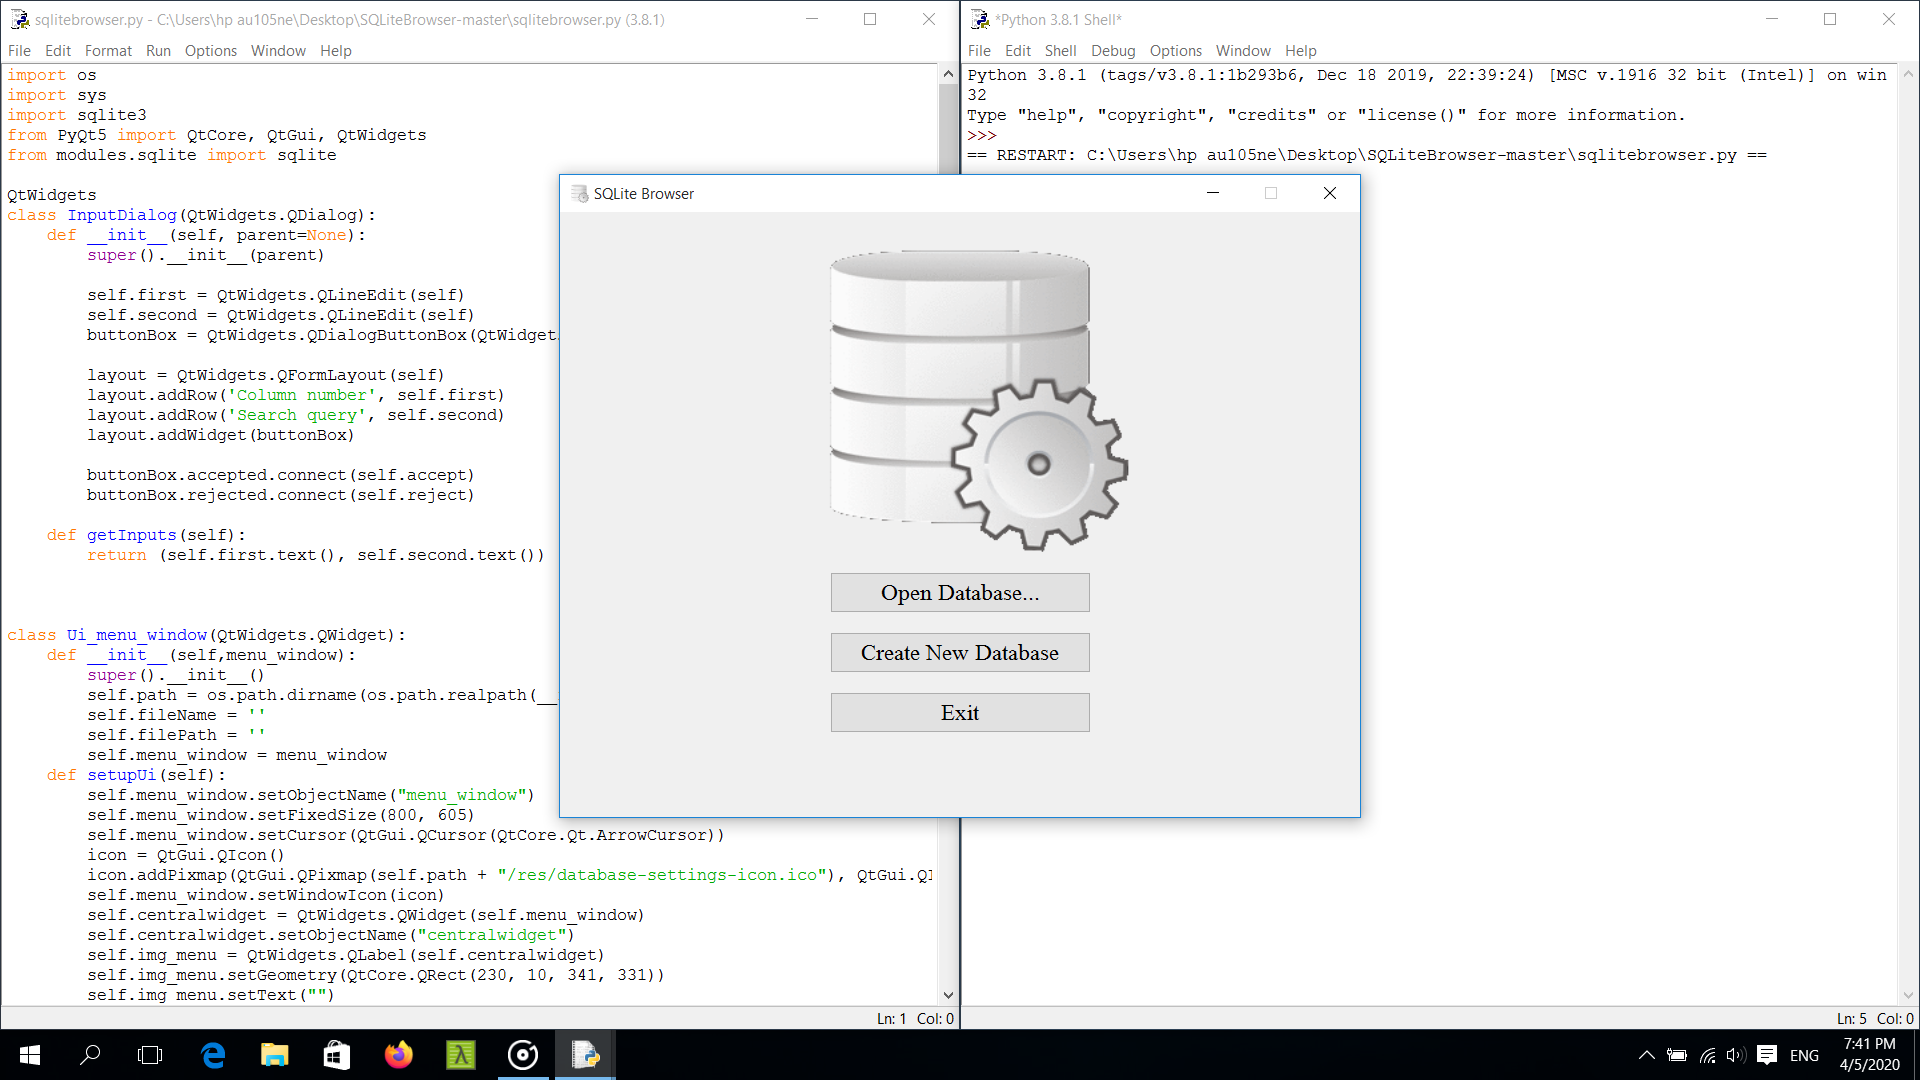 sqlitebrowser.py - C:\Users\hp au105ne\Desktop\SQLiteBrowser-master\sqlitebrowser.py (3.8.1)
File Edit Format Run Options Window Help
import os
import sys
import sqlite3
from PyQt5 import QtCore, QtGui, QtWidgets
from modules.sqlite import sqlite
QtWidgets
class InputDialog(QtWidgets.QDialog):
def __init__(self, parent=None):
super().__init__(parent)
self.first = QtWidgets.QLineEdit(self)
self.second = QtWidgets.QLineEdit(self)
buttonBox = QtWidgets.QDialogButtonBox(QtWidget
layout = QtWidgets.QFormLayout(self)
layout.addRow('Column number', self.first)
layout.addRow('Search query', self.second)
layout.addWidget(buttonBox)
buttonBox.accepted.connect(self.accept)
buttonBox.rejected.connect(self.reject)
def getInputs(self):
return (self.first.text(), self.second.text())
class Ui_menu_window(QtWidgets.QWidget):
def __init__(self,menu_window):
super().__init__()
self.path = os.path.dirname(os.path.realpath(__
self.fileName = ''
self.filePath = ''
self.menu_window = menu_window
def setupUi(self):
self.menu_window.setObjectName("menu_window")
self.menu_window.setFixedSize(800, 605)
self.menu_window.setCursor(QtGui.QCursor(QtCore.Qt.ArrowCursor))
icon = QtGui.QIcon()
icon.addPixmap(QtGui.QPixmap(self.path + "/res/database-settings-icon.ico"), QtGui.QI
self.menu_window.setWindowIcon(icon)
self.centralwidget = QtWidgets.QWidget(self.menu_window)
self.centralwidget.setObjectName("centralwidget")
self.img_menu = QtWidgets.QLabel(self.centralwidget)
self.img_menu.setGeometry(QtCore.QRect(230, 10, 341, 331))
self.img_menu.setText("")
Ln: 1 Col: 0
*Python 3.8.1 Shell*
File Edit Shell Debug Options Window Help
Python 3.8.1 (tags/v3.8.1:1b293b6, Dec 18 2019, 22:39:24) [MSC v.1916 32 bit (Intel)] on win
32
Type "help", "copyright", "credits" or "license()" for more information.
>>>
== RESTART: C:\Users\hp au105ne\Desktop\SQLiteBrowser-master\sqlitebrowser.py ==
Ln: 5 Col: 0
SQLite Browser
Open Database...
Create New Database
Exit
ENG
7:41 PM
4/5/2020